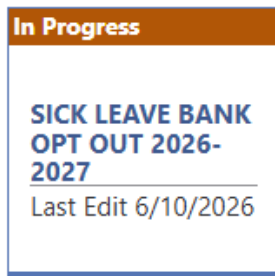 In Progress
SICK LEAVE BANK
OPT OUT 2026-
2027
Last Edit 6/10/2026